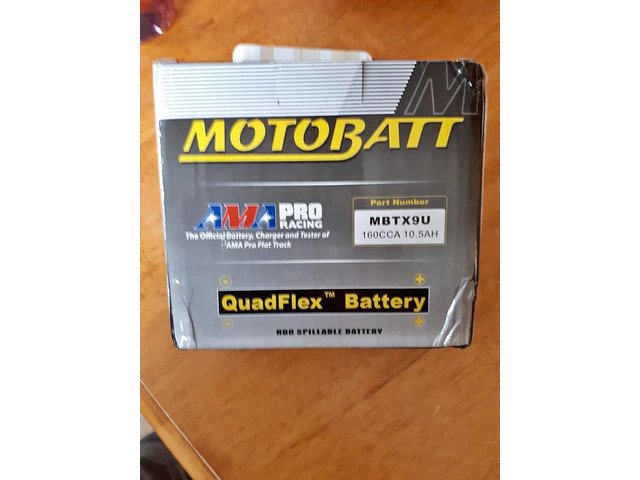 M
MOTOBATT
AMA PRO
RACING
The Official Battery, Charger and Tester of
AMA Pro Flat Track
Part Number
MBTX9U
160CCA 10.5AH
QuadFlex™ Battery
NON SPILLABLE BATTERY